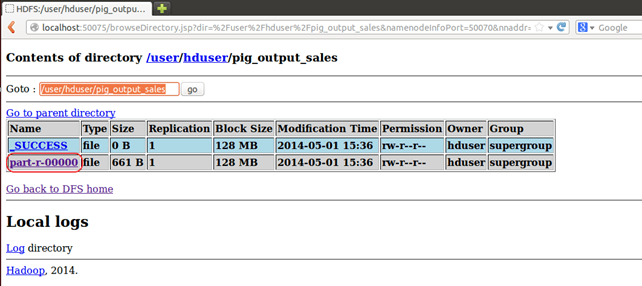 HDFS:/user/hduser/pig_outpu...
localhost:50075/browseDirectory.jsp?dir=%2Fuser%2Fhduser%2Fpig_output_sales&namenodeInfoPort=50070&nnaddr=
Google
Contents of directory /user/hduser/pig_output_sales
Goto : /user/hduser/pig_output_sales go
Go to parent directory
Name Type Size Replication Block Size Modification Time Permission Owner Group
_SUCCESS file 0 B 1 128 MB 2014-05-01 15:36 rw-r--r-- hduser supergroup
part-r-00000 file 661 B 1 128 MB 2014-05-01 15:36 rw-r--r-- hduser supergroup
Go back to DFS home
Local logs
Log directory
Hadoop, 2014.